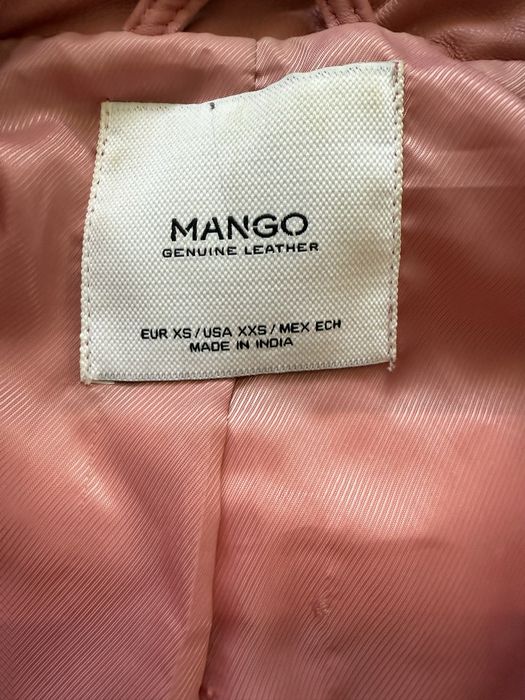 MANGO
GENUINE LEATHER
EUR XS / USA XXS / MEX ECH
MADE IN INDIA